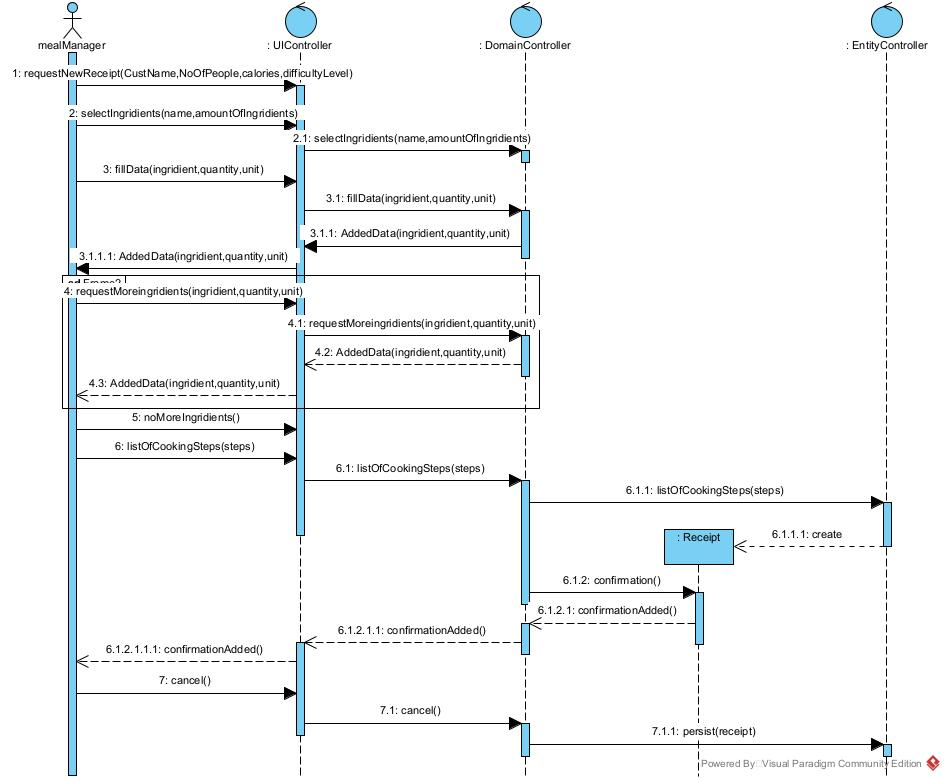 mealManager
: UIController
: DomainController
: EntityController
1: requestNewReceipt(CustName,NoOfPeople,calories,difficultyLevel)
2: selectIngridients(name,amountOfIngridients)
2.1: selectIngridients(name,amountOfIngridients)
3: fillData(ingridient,quantity,unit)
3.1: fillData(ingridient,quantity,unit)
3.1.1: AddedData(ingridient,quantity,unit)
3.1.1.1: AddedData(ingridient,quantity,unit)
4: requestMoreingridients(ingridient,quantity,unit)
4.1: requestMoreingridients(ingridient,quantity,unit)
4.2: AddedData(ingridient,quantity,unit)
4.3: AddedData(ingridient,quantity,unit)
5: noMoreIngridients()
6: listOfCookingSteps(steps)
6.1: listOfCookingSteps(steps)
6.1.1: listOfCookingSteps(steps)
6.1.1.1: create
: Receipt
6.1.2: confirmation()
6.1.2.1: confirmationAdded()
6.1.2.1.1: confirmationAdded()
6.1.2.1.1.1: confirmationAdded()
7: cancel()
7.1: cancel()
7.1.1: persist(receipt)
Powered By Visual Paradigm Community Edition